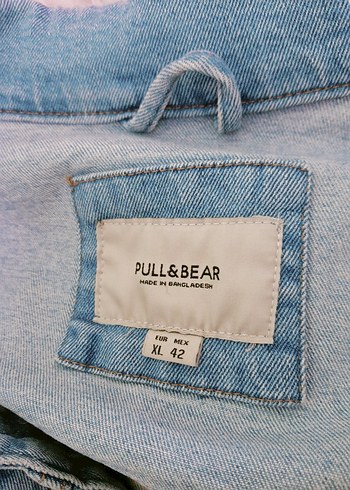 PULL&BEAR
MADE IN BANGLADESH
EUR MEX
XL 42